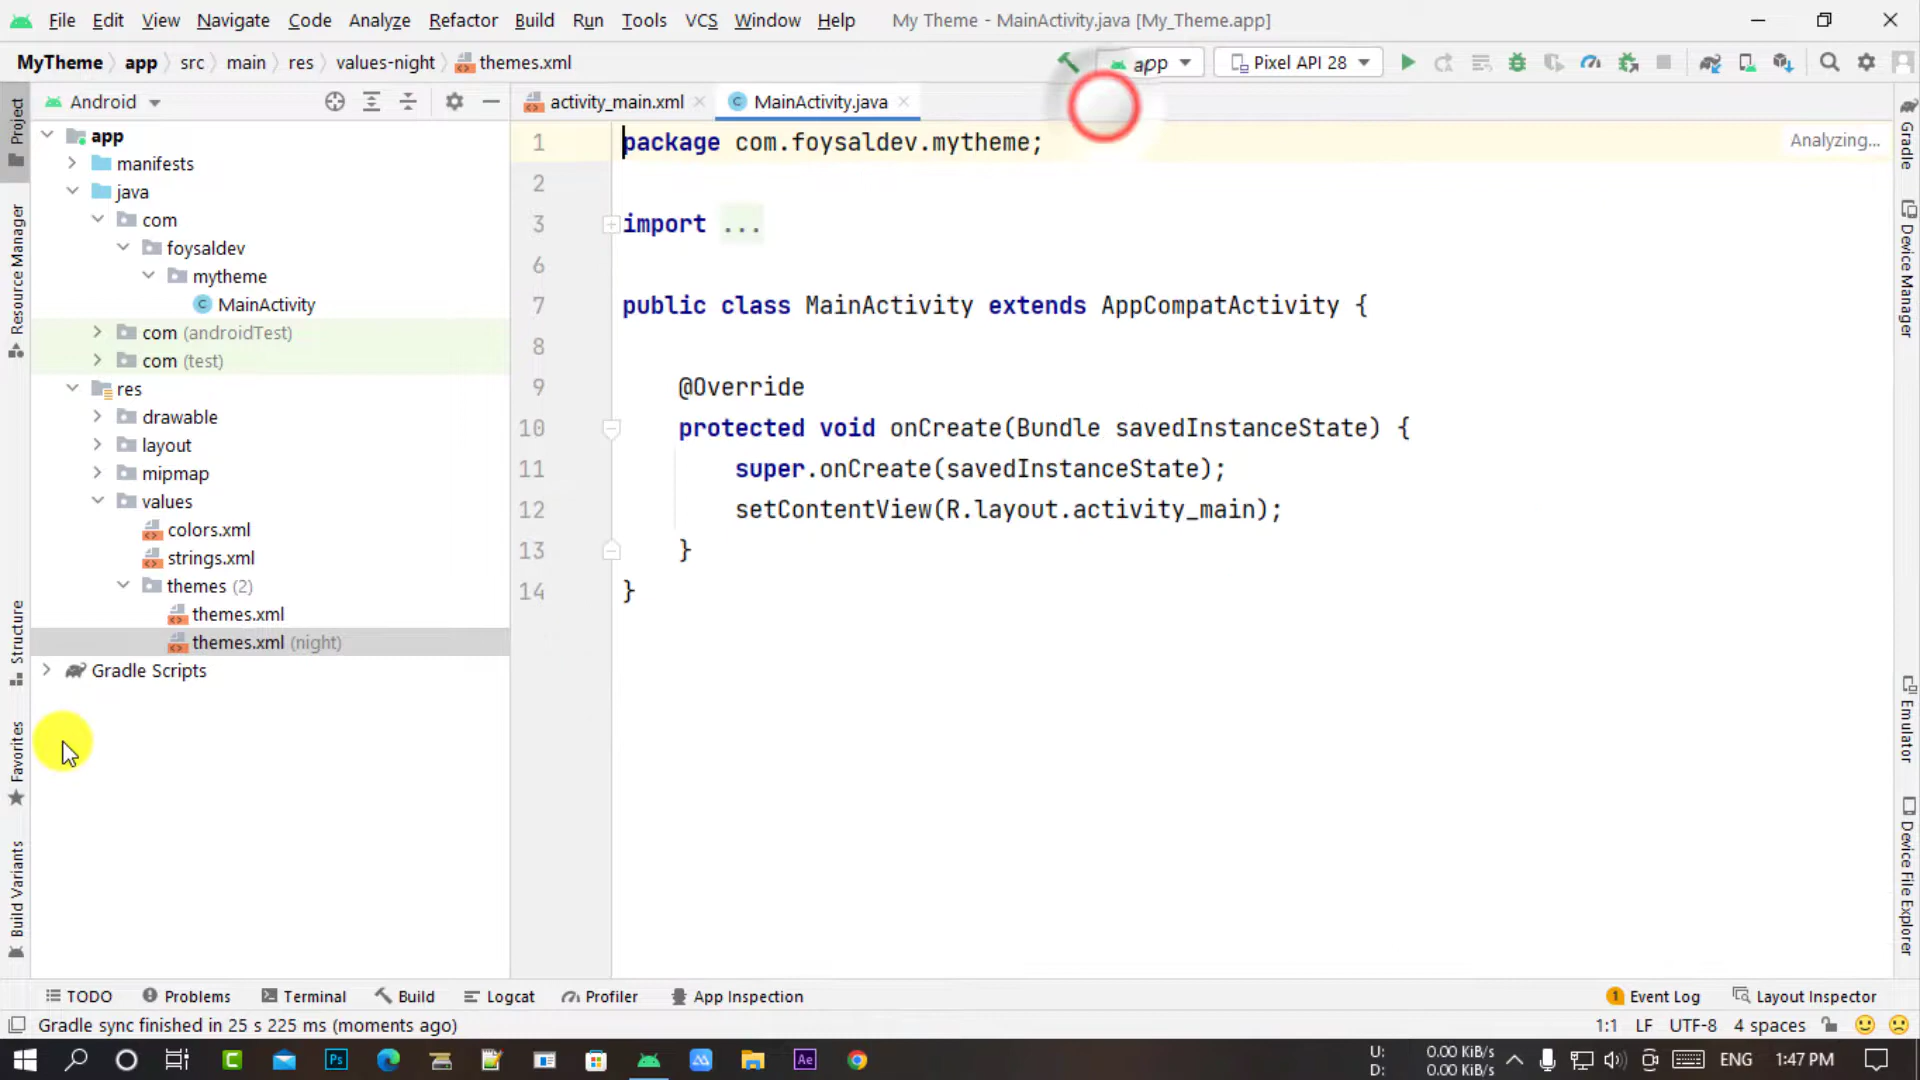 File Edit View Navigate Code Analyze Refactor Build Run Tools VCS Window Help My Theme - MainActivity.java [My_Theme.app]
MyTheme app src main res values-night themes.xml app Pixel API 28
Android
activity_main.xml MainActivity.java
app
manifests
java
com
foysaldev
mytheme
MainActivity
com (androidTest)
com (test)
res
drawable
layout
mipmap
values
colors.xml
strings.xml
themes (2)
themes.xml
themes.xml (night)
Gradle Scripts
1 package com.foysaldev.mytheme;
2
3 import ...
6
7 public class MainActivity extends AppCompatActivity {
8
9 @Override
10 protected void onCreate(Bundle savedInstanceState) {
11 super.onCreate(savedInstanceState);
12 setContentView(R.layout.activity_main);
13 }
14 }
Analyzing...
Project
Resource Manager
Structure
Favorites
Build Variants
Gradle
Device Manager
Emulator
Device File Explorer
TODO Problems Terminal Build Logcat Profiler App Inspection 1 Event Log Layout Inspector
Gradle sync finished in 25 s 225 ms (moments ago) 1:1 LF UTF-8 4 spaces
C Ps Ae U: 0.00 KiB/s
D: 0.00 KiB/s
ENG 1:47 PM